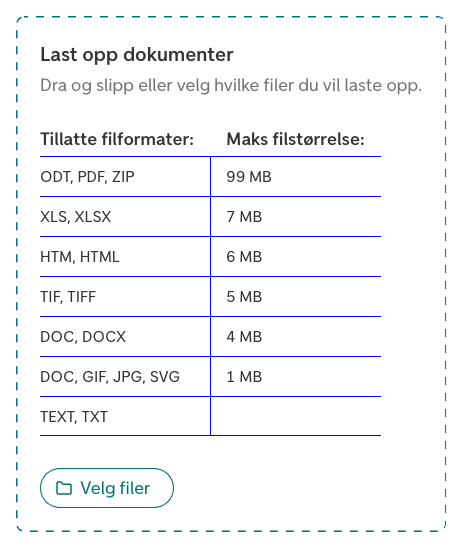 Last opp dokumenter
Dra og slipp eller velg hvilke filer du vil laste opp.
Tillatte filformater: Maks filstørrelse:
ODT, PDF, ZIP 99 MB
XLS, XLSX 7 MB
HTM, HTML 6 MB
TIF, TIFF 5 MB
DOC, DOCX 4 MB
DOC, GIF, JPG, SVG 1 MB
TEXT, TXT
Velg filer